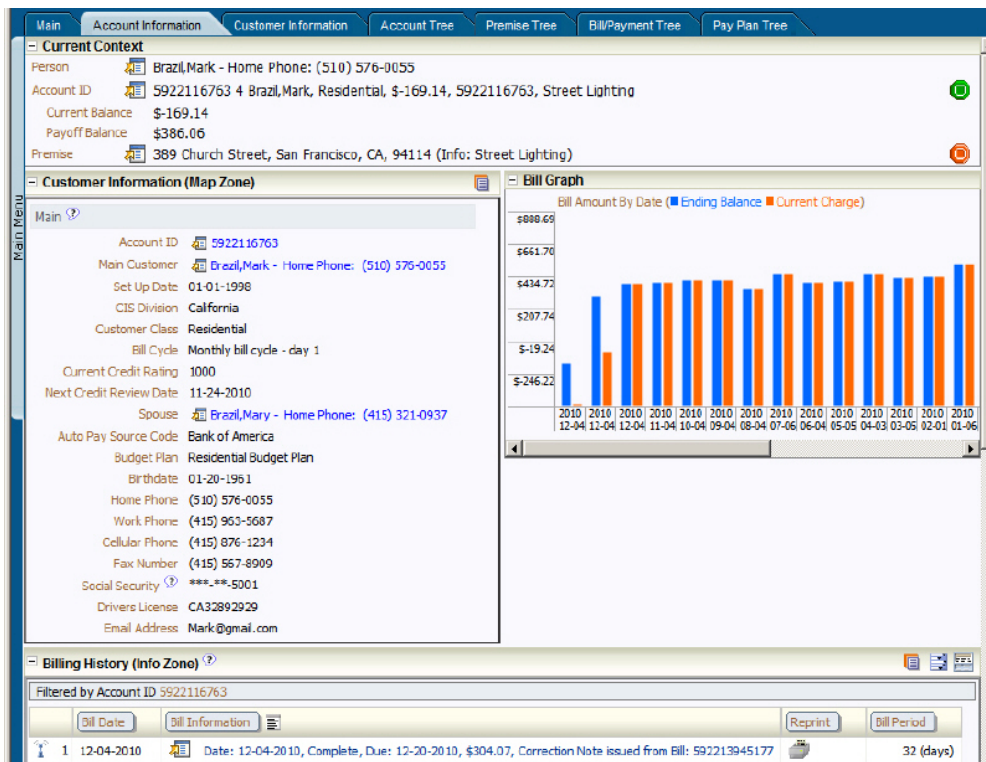 Main Account Information Customer Information Account Tree Premise Tree Bill/Payment Tree Pay Plan Tree
Current Context
Person Brazil,Mark - Home Phone: (510) 576-0055
Account ID 5922116763 4 Brazil,Mark, Residential, $-169.14, 5922116763, Street Lighting
Current Balance $-169.14
Payoff Balance $386.06
Premise 389 Church Street, San Francisco, CA, 94114 (Info: Street Lighting)
Main Menu
Customer Information (Map Zone)
Main ?
Account ID 5922116763
Main Customer Brazil,Mark - Home Phone: (510) 576-0055
Set Up Date 01-01-1998
CIS Division California
Customer Class Residential
Bill Cycle Monthly bill cycle - day 1
Current Credit Rating 1000
Next Credit Review Date 11-24-2010
Spouse Brazil,Mary - Home Phone: (415) 321-0937
Auto Pay Source Code Bank of America
Budget Plan Residential Budget Plan
Birthdate 01-20-1961
Home Phone (510) 576-0055
Work Phone (415) 963-5687
Cellular Phone (415) 876-1234
Fax Number (415) 567-8909
Social Security ? ***-**-5001
Drivers License CA32892929
Email Address Mark@gmail.com
Bill Graph
Bill Amount By Date (Ending Balance Current Charge)
$888.69
$661.70
$434.72
$207.74
$-19.24
$-246.22
2010 2010 2010 2010 2010 2010 2010 2010 2010 2010 2010 2010 2010 2010
12-04 12-04 12-04 11-04 10-04 09-04 08-04 07-06 06-04 05-05 04-03 03-05 02-01 01-06
Billing History (Info Zone) ?
Filtered by Account ID 5922116763
Bill Date Bill Information Reprint Bill Period
1 12-04-2010 Date: 12-04-2010, Complete, Due: 12-20-2010, $304.07, Correction Note issued from Bill: 592213945177 32 (days)